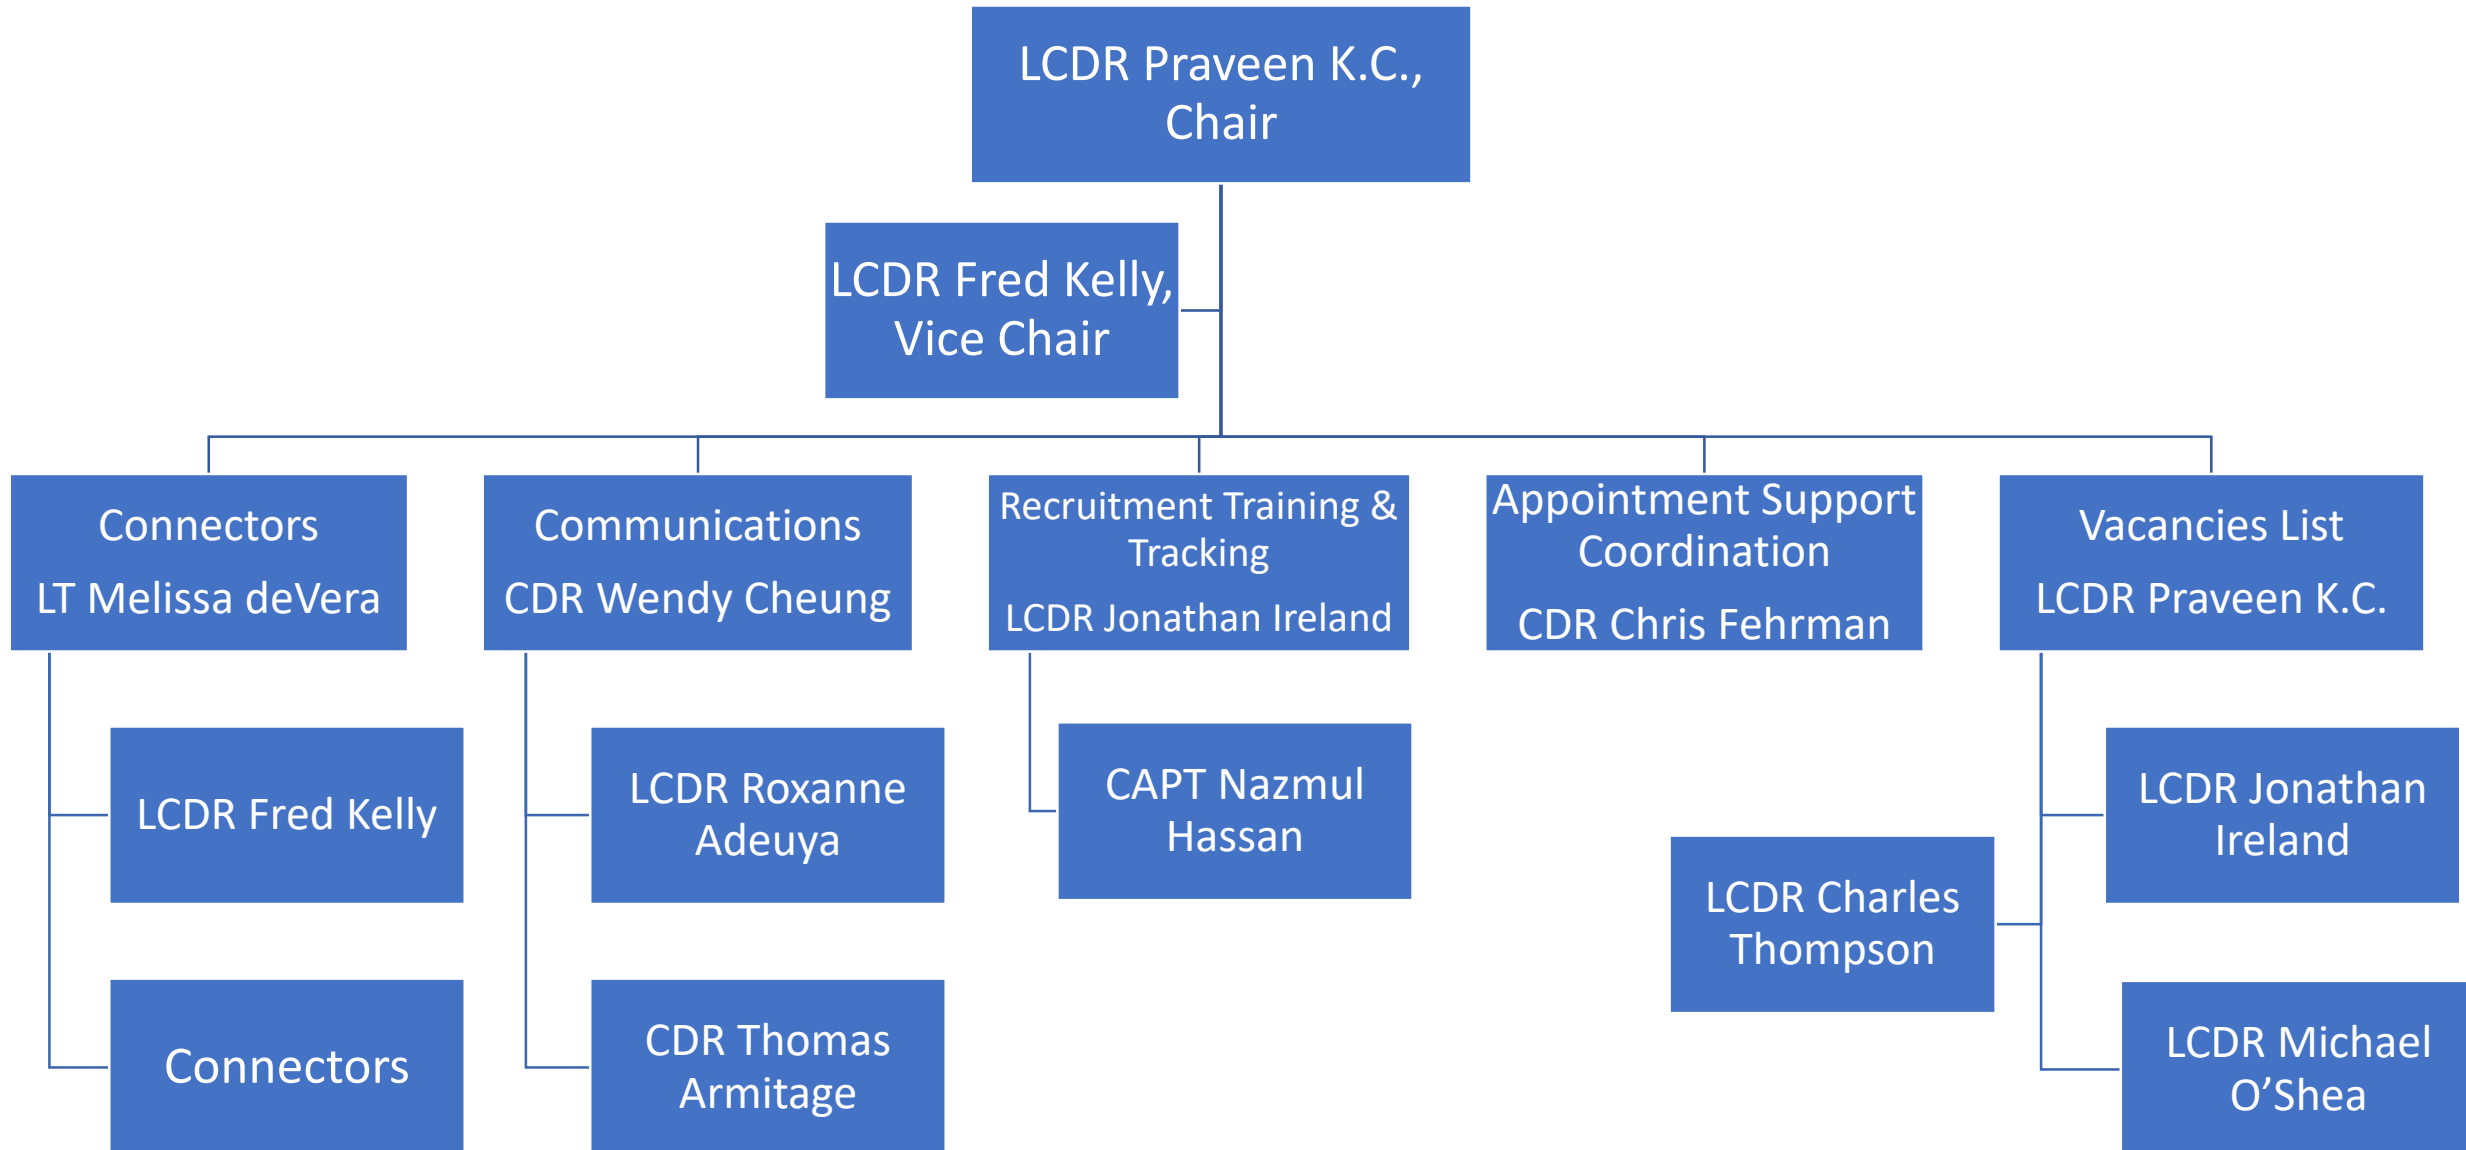 LCDR Praveen K.C.,
Chair
LCDR Fred Kelly,
Vice Chair
Connectors
LT Melissa deVera
Communications
CDR Wendy Cheung
Recruitment Training &
Tracking
LCDR Jonathan Ireland
Appointment Support
Coordination
CDR Chris Fehrman
Vacancies List
LCDR Praveen K.C.
LCDR Fred Kelly
Connectors
LCDR Roxanne
Adeuya
CDR Thomas
Armitage
CAPT Nazmul
Hassan
LCDR Jonathan
Ireland
LCDR Charles
Thompson
LCDR Michael
O’Shea